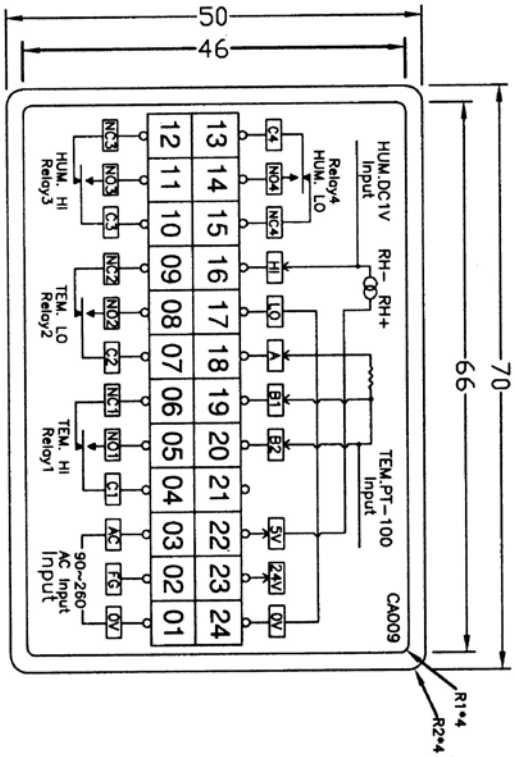 70
66
50
46
R1*4
R2*4
HUM.DC1V
Input
RH- RH+
TEM.PT-100
Input
CA009
Relay4
HUM. LO
C4 NO4 NC4 HI LO A B1 B2 5V 24V 0V
13 14 15 16 17 18 19 20 21 22 23 24
12 11 10 09 08 07 06 05 04 03 02 01
NC3 NO3 C3 NC2 NO2 C2 NC1 NO1 C1 AC FG 0V
HUM. HI
Relay3
TEM. LO
Relay2
TEM. HI
Relay1
90~260
AC Input
Input